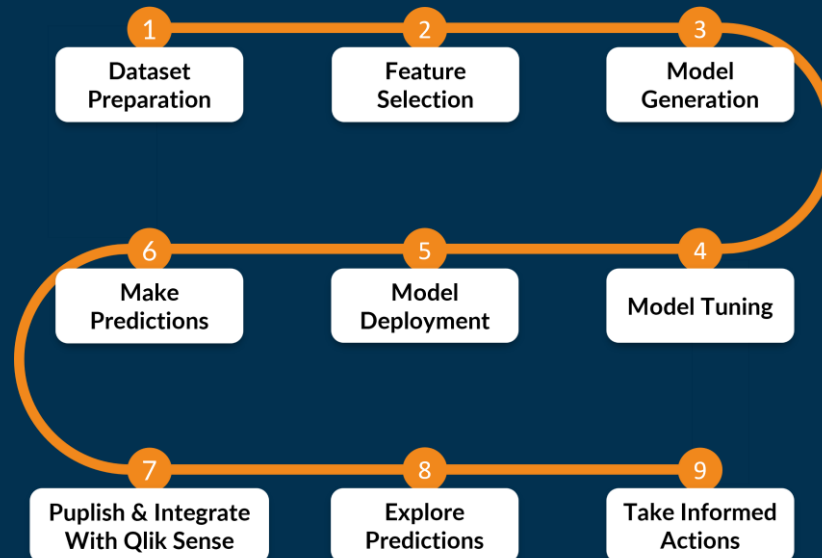 1
Dataset
Preparation
2
Feature
Selection
3
Model
Generation
4
Model Tuning
5
Model
Deployment
6
Make
Predictions
7
Puplish & Integrate
With Qlik Sense
8
Explore
Predictions
9
Take Informed
Actions